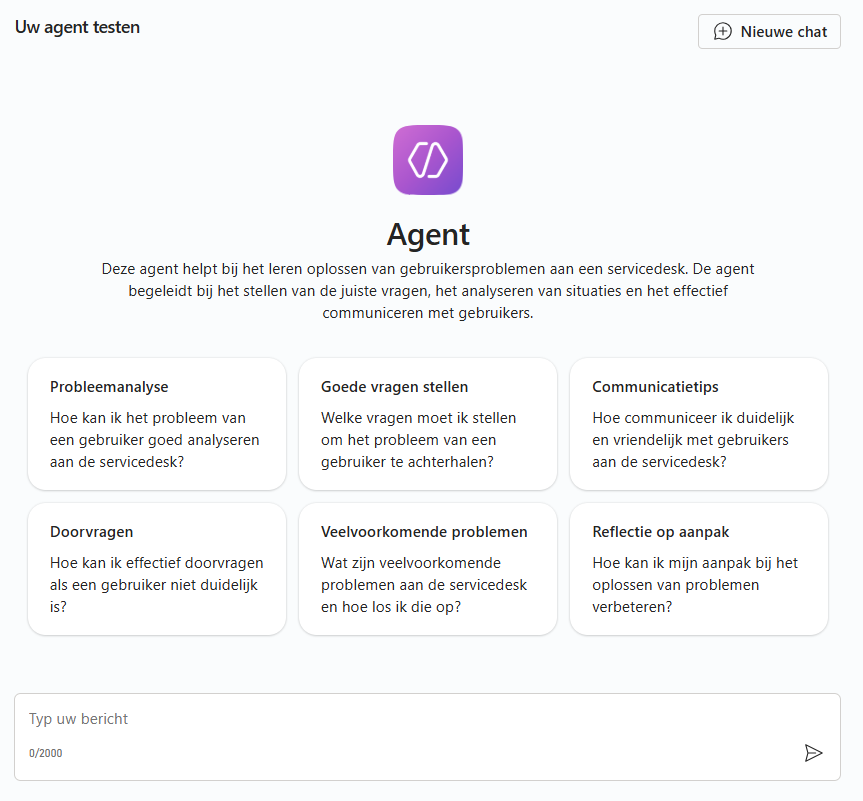 Uw agent testen
Nieuwe chat
Agent
Deze agent helpt bij het leren oplossen van gebruikersproblemen aan een servicedesk. De agent
begeleidt bij het stellen van de juiste vragen, het analyseren van situaties en het effectief
communiceren met gebruikers.
Probleemanalyse
Hoe kan ik het probleem van
een gebruiker goed analyseren
aan de servicedesk?
Goede vragen stellen
Welke vragen moet ik stellen
om het probleem van een
gebruiker te achterhalen?
Communicatietips
Hoe communiceer ik duidelijk
en vriendelijk met gebruikers
aan de servicedesk?
Doorvragen
Hoe kan ik effectief doorvragen
als een gebruiker niet duidelijk
is?
Veelvoorkomende problemen
Wat zijn veelvoorkomende
problemen aan de servicedesk
en hoe los ik die op?
Reflectie op aanpak
Hoe kan ik mijn aanpak bij het
oplossen van problemen
verbeteren?
Typ uw bericht
0/2000